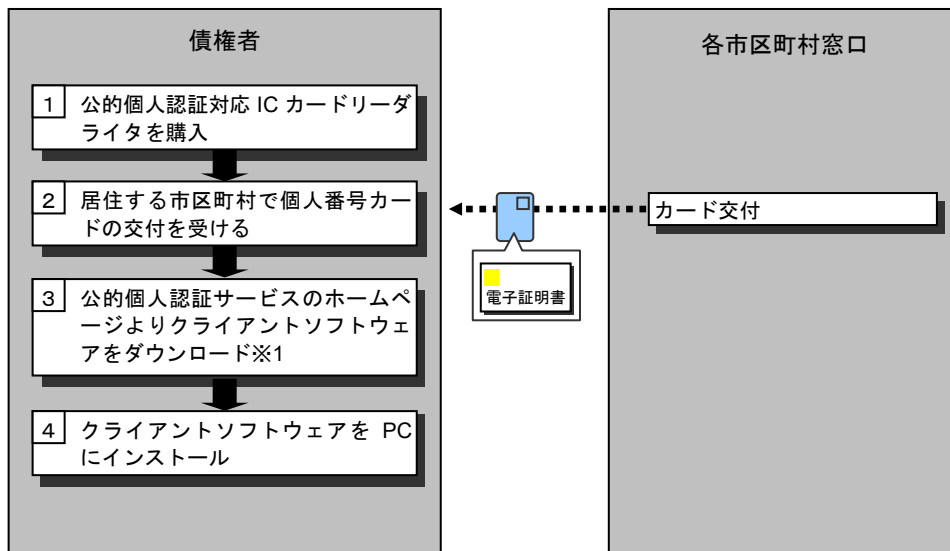 債権者
1 公的個人認証対応 IC カードリーダ
ライタを購入
2 居住する市区町村で個人番号カー
ドの交付を受ける
3 公的個人認証サービスのホームペ
ージよりクライアントソフトウェ
アをダウンロード※1
4 クライアントソフトウェアを PC
にインストール
電子証明書
各市区町村窓口
カード交付